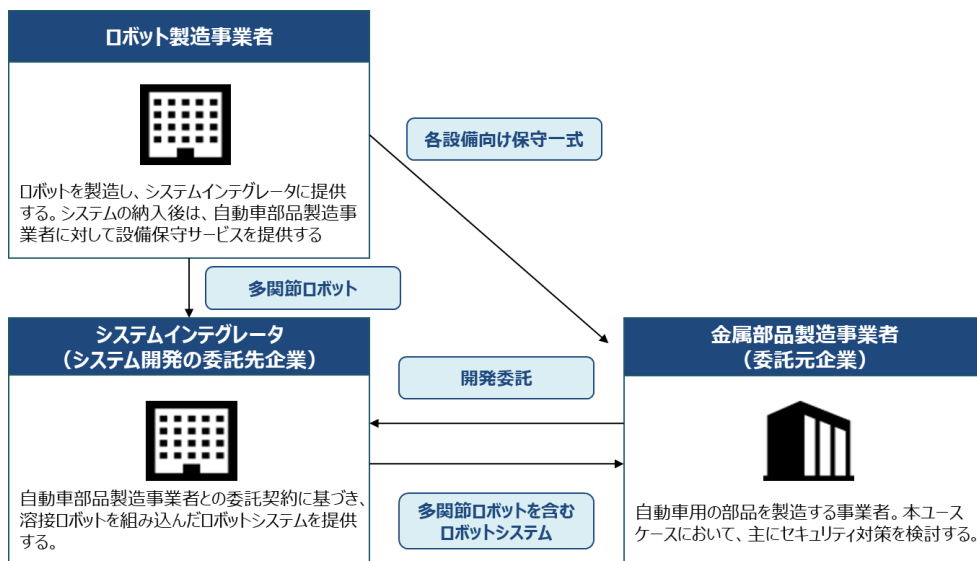 ロボット製造事業者
ロボットを製造し、システムインテグレータに提供
する。システムの納入後は、自動車部品製造事
業者に対して設備保守サービスを提供する
各設備向け保守一式
多関節ロボット
システムインテグレータ
（システム開発の委託先企業）
自動車部品製造事業者との委託契約に基づき、
溶接ロボットを組み込んだロボットシステムを提供
する。
開発委託
多関節ロボットを含む
ロボットシステム
金属部品製造事業者
（委託元企業）
自動車用の部品を製造する事業者。本ユース
ケースにおいて、主にセキュリティ対策を検討する。